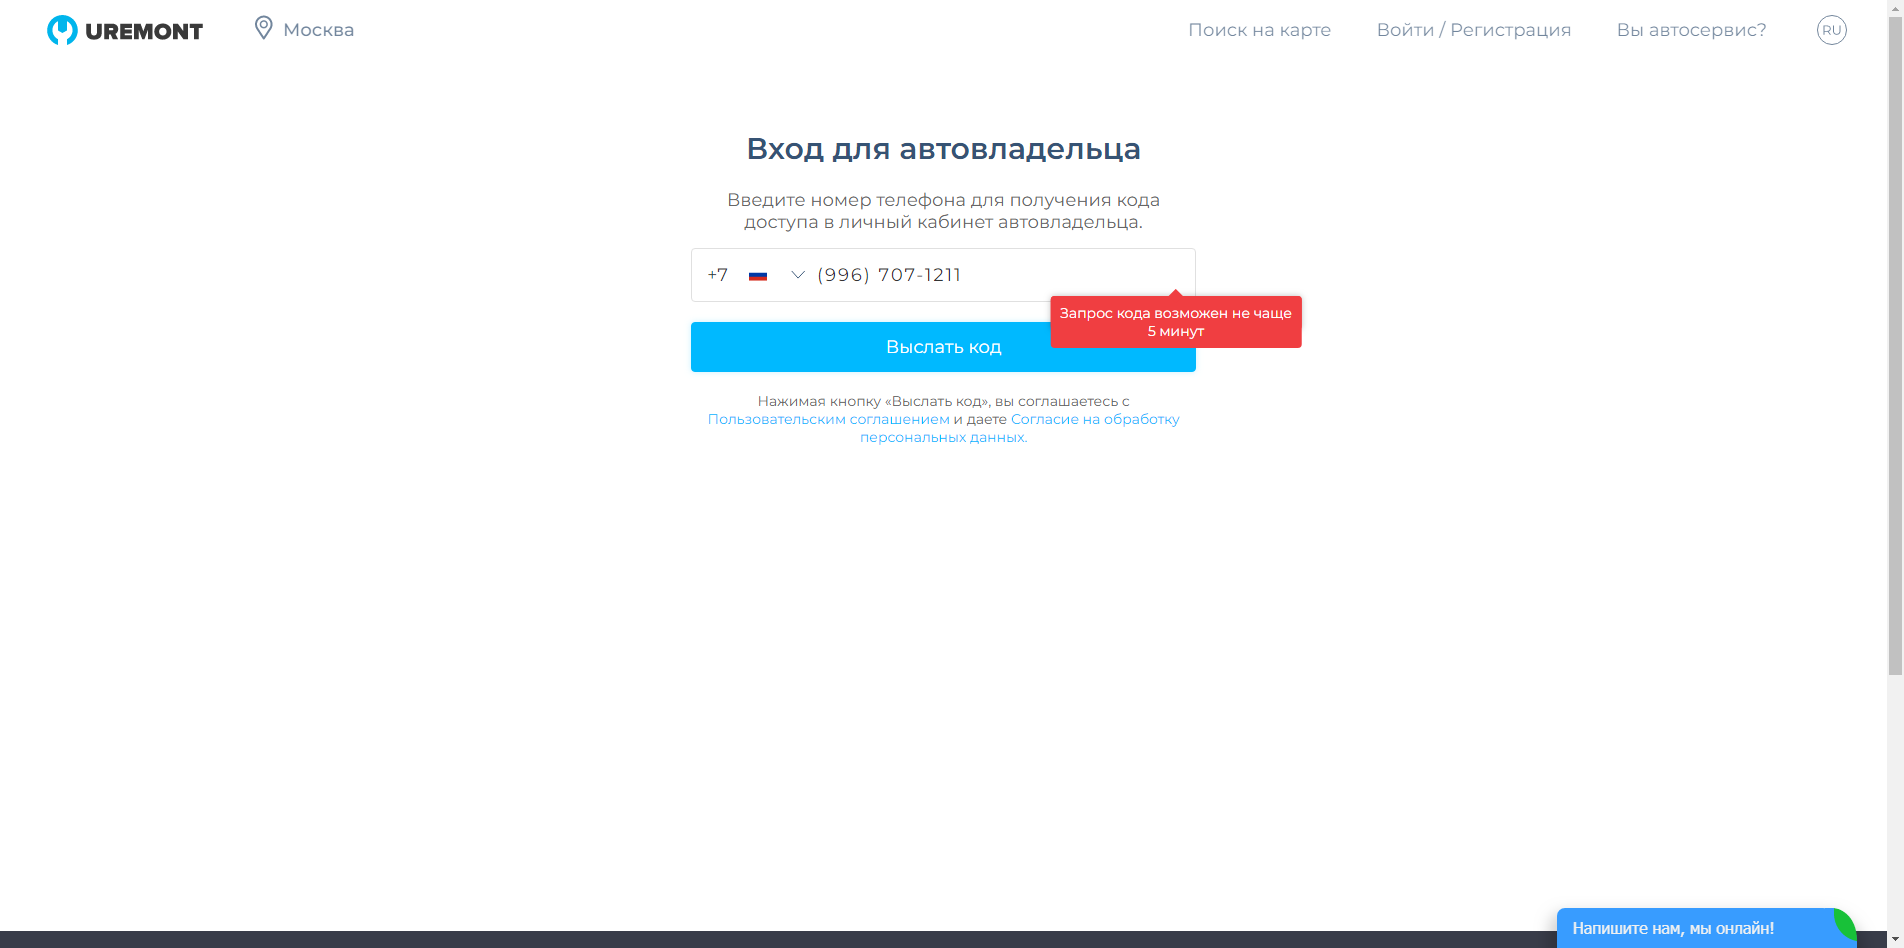 UREMONT
Москва
Поиск на карте
Войти / Регистрация
Вы автосервис?
RU
Вход для автовладельца
Введите номер телефона для получения кода
доступа в личный кабинет автовладельца.
+7 (996) 707-1211
Запрос кода возможен не чаще
5 минут
Выслать код
Нажимая кнопку «Выслать код», вы соглашаетесь с
Пользовательским соглашением и даете Согласие на обработку
персональных данных.
Напишите нам, мы онлайн!